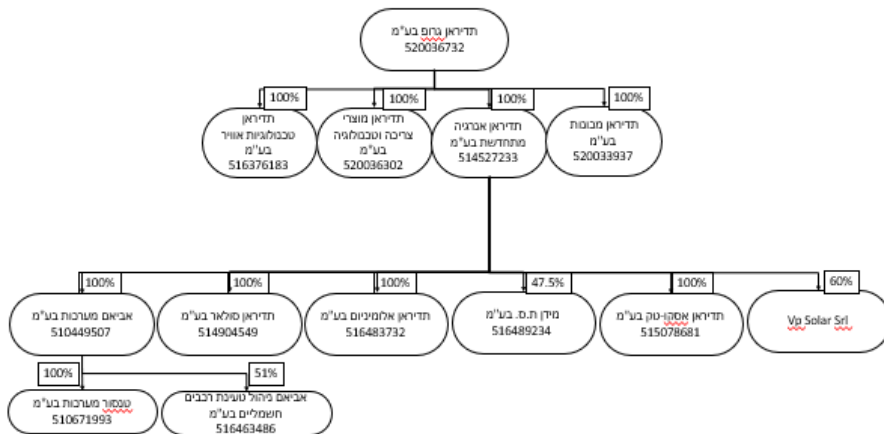 תדיראן גרופ בע"מ
520036732
100%
100%
100%
100%
תדיראן מבונות
בע"מ
520033937
תדיראן אנרגיה
מתחדשת בע"מ
514527233
תדיראן מוצרי
צריכה וטכנולוגיה
בע"מ
520036302
תדיראן
טכנולוגיות אוויר
בע"מ
516376183
60%
100%
47.5%
100%
100%
100%
Vp Solar Srl
תדיראן אסקו-טק בע"מ
515078681
מידן ת.ס. בע"מ
516489234
תדיראן אלומיניום בע"מ
516483732
תדיראן סולאר בע"מ
514904549
אביאם מערכות בע"מ
510449507
51%
100%
אביאם ניהול טעינת רכבים
חשמליים בע"מ
516463486
טנסור מערכות בע"מ
510671993